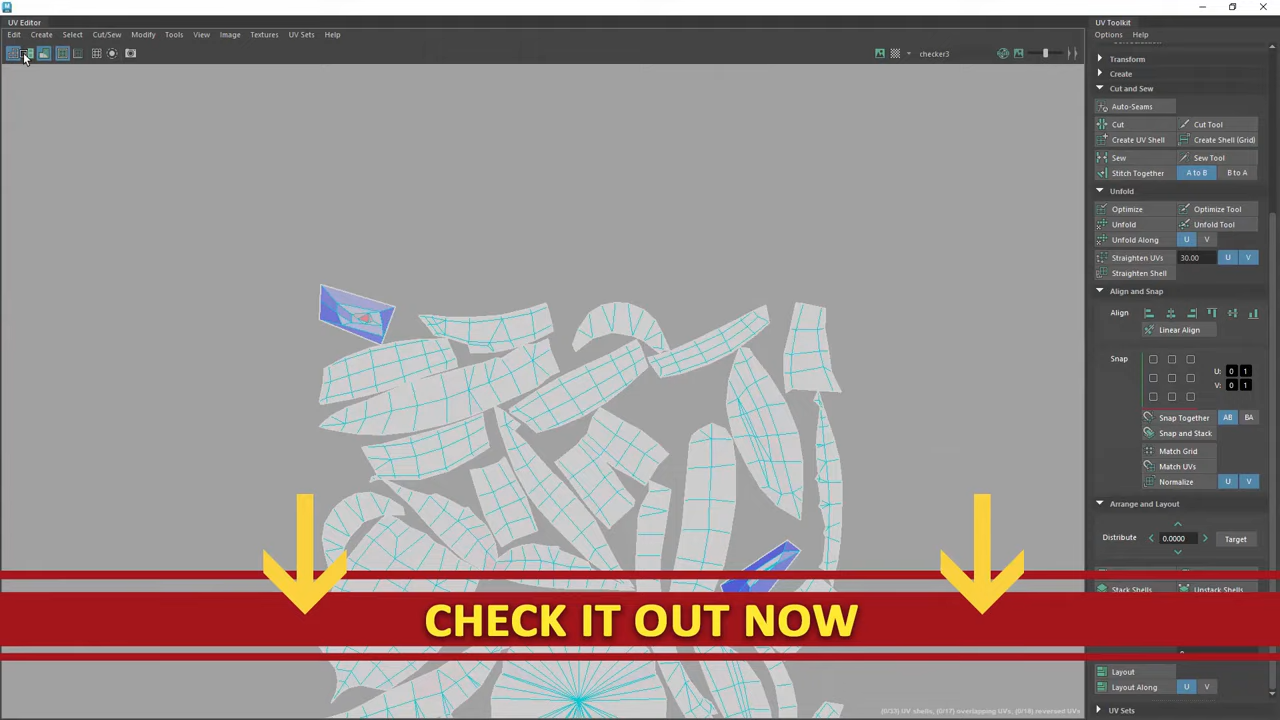 UV Editor
UV Toolkit
Edit Create Select Cut/Sew Modify Tools View Image Textures UV Sets Help
Options Help
checker3
Transform
Create
Cut and Sew
Auto-Seams
Cut Cut Tool
Create UV Shell Create Shell (Grid)
Sew Sew Tool
Stitch Together A to B B to A
Unfold
Optimize Optimize Tool
Unfold Unfold Tool
Unfold Along U V
Straighten UVs 30.00 U V
Straighten Shell
Align and Snap
Align
Linear Align
Snap
U: 0 1
V: 0 1
Snap Together AB BA
Snap and Stack
Match Grid
Match UVs
Normalize U V
Arrange and Layout
Distribute 0.0000 Target
Stack Shells Unstack Shells
CHECK IT OUT NOW
Layout
Layout Along U V
UV Sets